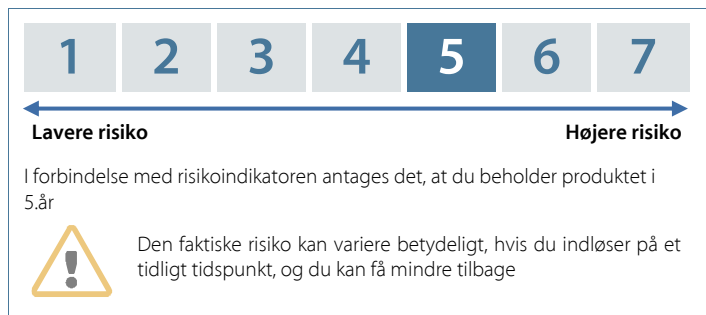 1 2 3 4 5 6 7
Lavere risiko Højere risiko
I forbindelse med risikoindikatoren antages det, at du beholder produktet i
5.år
Den faktiske risiko kan variere betydeligt, hvis du indløser på et
tidligt tidspunkt, og du kan få mindre tilbage